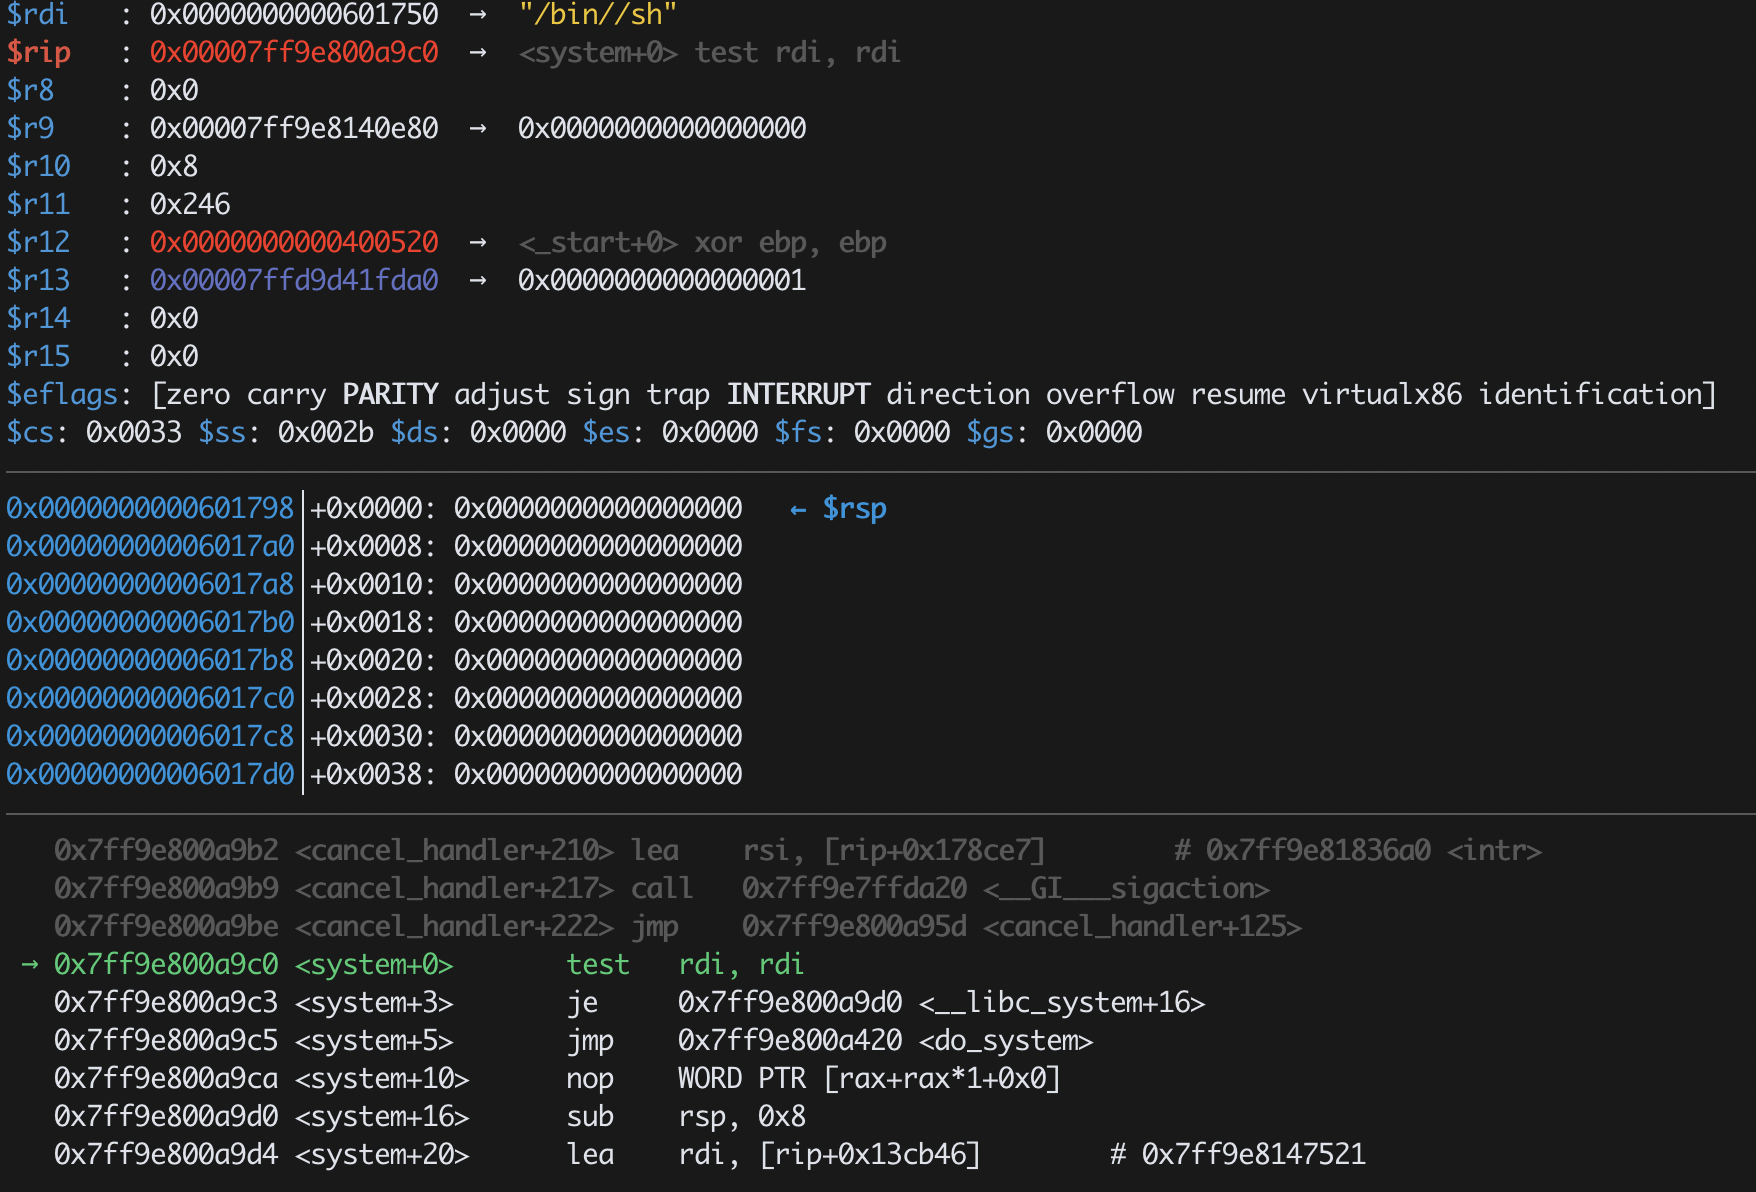 $rdi   : 0x0000000000601750  →  "/bin//sh"
$rip   : 0x00007ff9e800a9c0  →  <system+0> test rdi, rdi
$r8    : 0x0
$r9    : 0x00007ff9e8140e80  →  0x0000000000000000
$r10   : 0x8
$r11   : 0x246
$r12   : 0x0000000000400520  →  <_start+0> xor ebp, ebp
$r13   : 0x00007ffd9d41fda0  →  0x0000000000000001
$r14   : 0x0
$r15   : 0x0
$eflags: [zero carry PARITY adjust sign trap INTERRUPT direction overflow resume virtualx86 identification]
$cs: 0x0033 $ss: 0x002b $ds: 0x0000 $es: 0x0000 $fs: 0x0000 $gs: 0x0000
0x0000000000601798│+0x0000: 0x0000000000000000   ← $rsp
0x00000000006017a0│+0x0008: 0x0000000000000000
0x00000000006017a8│+0x0010: 0x0000000000000000
0x00000000006017b0│+0x0018: 0x0000000000000000
0x00000000006017b8│+0x0020: 0x0000000000000000
0x00000000006017c0│+0x0028: 0x0000000000000000
0x00000000006017c8│+0x0030: 0x0000000000000000
0x00000000006017d0│+0x0038: 0x0000000000000000
   0x7ff9e800a9b2 <cancel_handler+210> lea    rsi, [rip+0x178ce7]        # 0x7ff9e81836a0 <intr>
   0x7ff9e800a9b9 <cancel_handler+217> call   0x7ff9e7ffda20 <__GI___sigaction>
   0x7ff9e800a9be <cancel_handler+222> jmp    0x7ff9e800a95d <cancel_handler+125>
 → 0x7ff9e800a9c0 <system+0>       test   rdi, rdi
   0x7ff9e800a9c3 <system+3>       je     0x7ff9e800a9d0 <__libc_system+16>
   0x7ff9e800a9c5 <system+5>       jmp    0x7ff9e800a420 <do_system>
   0x7ff9e800a9ca <system+10>      nop    WORD PTR [rax+rax*1+0x0]
   0x7ff9e800a9d0 <system+16>      sub    rsp, 0x8
   0x7ff9e800a9d4 <system+20>      lea    rdi, [rip+0x13cb46]        # 0x7ff9e8147521